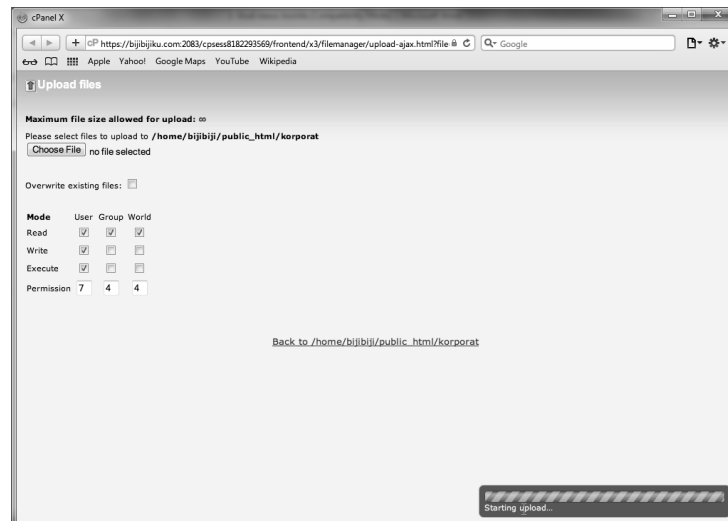 cPanel X
cP https://bijibijiku.com:2083/cpsess8182293569/frontend/x3/filemanager/upload-ajax.html?file
Google
Apple Yahoo! Google Maps YouTube Wikipedia
Upload files
Maximum file size allowed for upload: ∞
Please select files to upload to /home/bijibiji/public_html/korporat
Choose File no file selected
Overwrite existing files:
Mode User Group World
Read
Write
Execute
Permission 7 4 4
Back to /home/bijibiji/public_html/korporat
Starting upload...